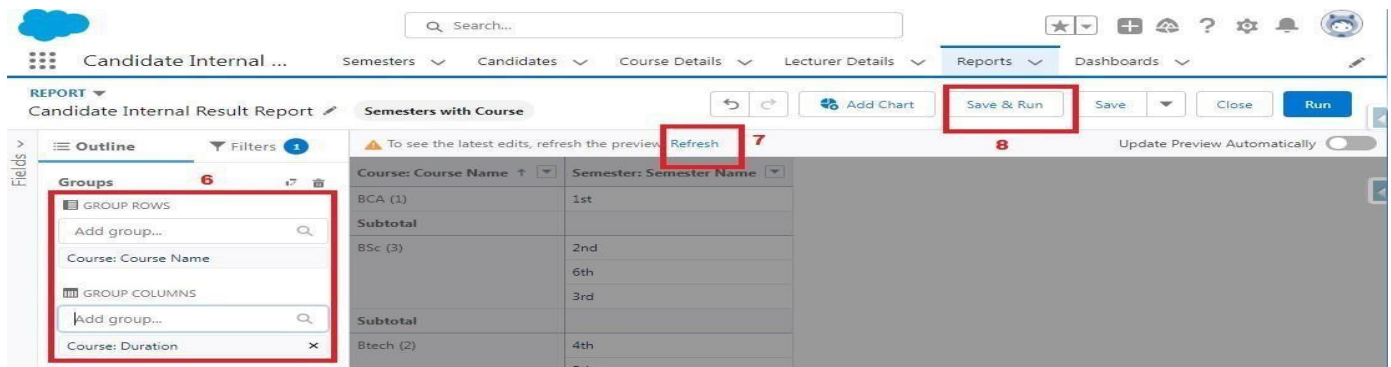 Search...
Candidate Internal ... Semesters Candidates Course Details Lecturer Details Reports Dashboards
REPORT
Candidate Internal Result Report Semesters with Course Add Chart Save & Run Save Close Run
Fields
Outline Filters 1 To see the latest edits, refresh the preview. Refresh 7 8 Update Preview Automatically
Groups 6
GROUP ROWS
Add group...
Course: Course Name
GROUP COLUMNS
Add group...
Course: Duration
Course: Course Name Semester: Semester Name
BCA (1) 1st
Subtotal
BSc (3) 2nd
6th
3rd
Subtotal
Btech (2) 4th